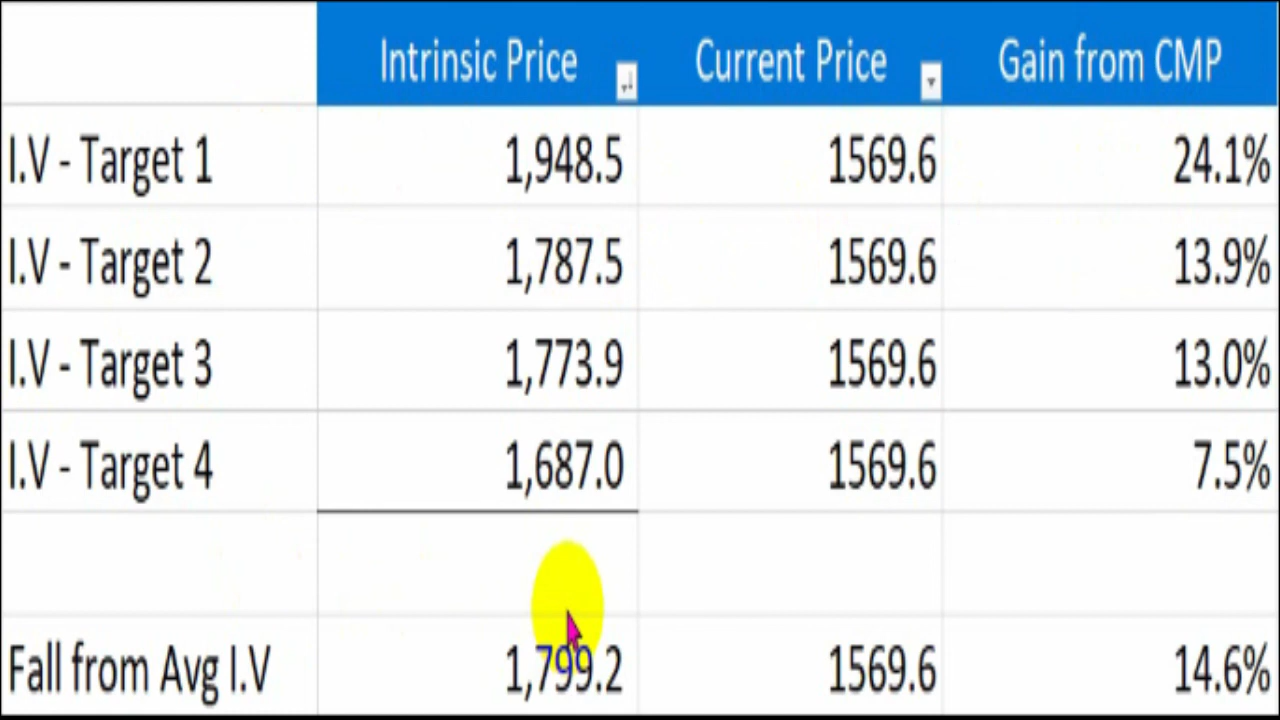 Intrinsic Price Current Price Gain from CMP
I.V - Target 1 1,948.5 1569.6 24.1%
I.V - Target 2 1,787.5 1569.6 13.9%
I.V - Target 3 1,773.9 1569.6 13.0%
I.V - Target 4 1,687.0 1569.6 7.5%
Fall from Avg I.V 1,799.2 1569.6 14.6%